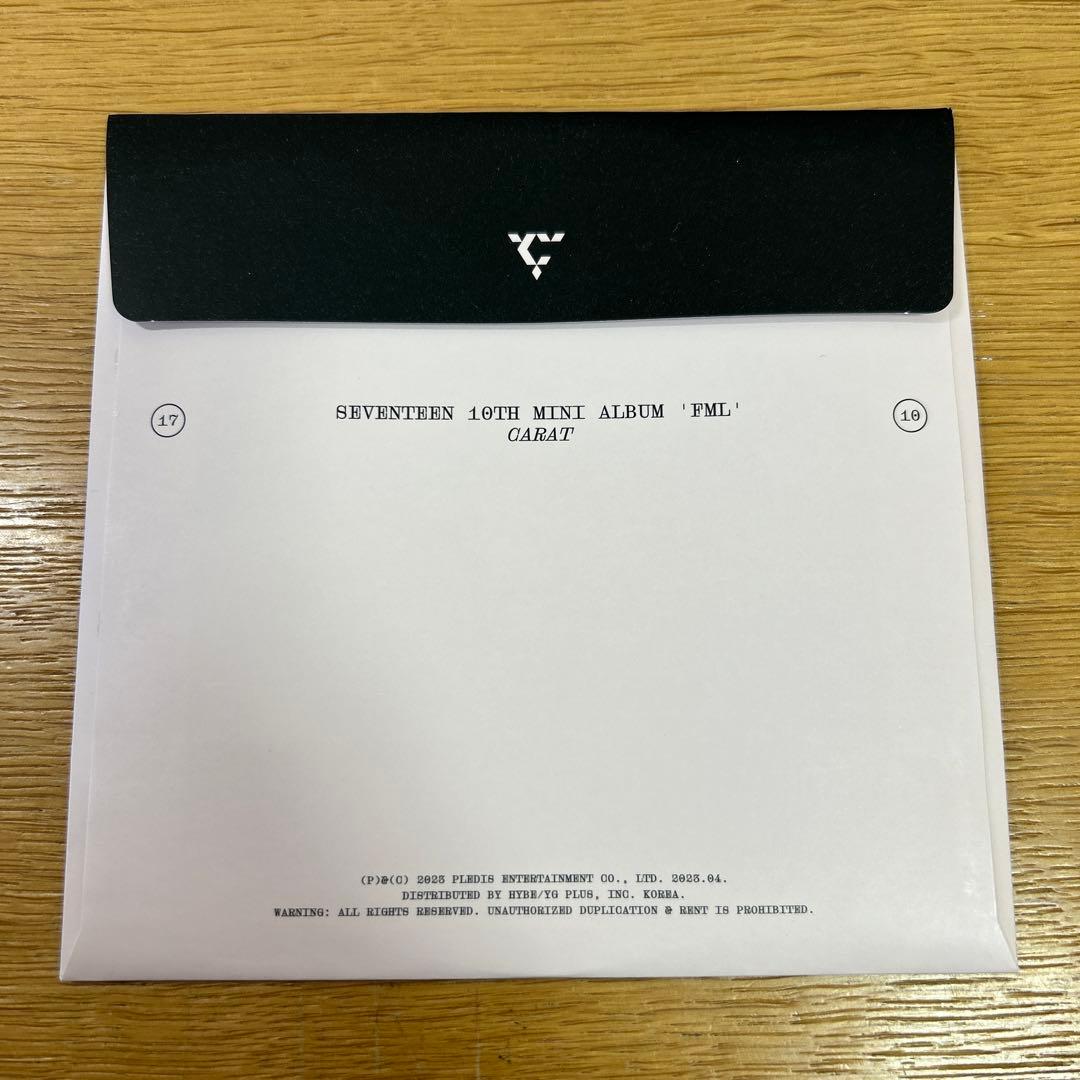 17
SEVENTEEN 10TH MINI ALBUM 'FML'
10
CARAT
(P)&(C) 2023 PLEDIS ENTERTAINMENT CO., LTD. 2023.04.
DISTRIBUTED BY HYBE/YG PLUS, INC. KOREA.
WARNING: ALL RIGHTS RESERVED. UNAUTHORIZED DUPLICATION & RENT IS PROHIBITED.